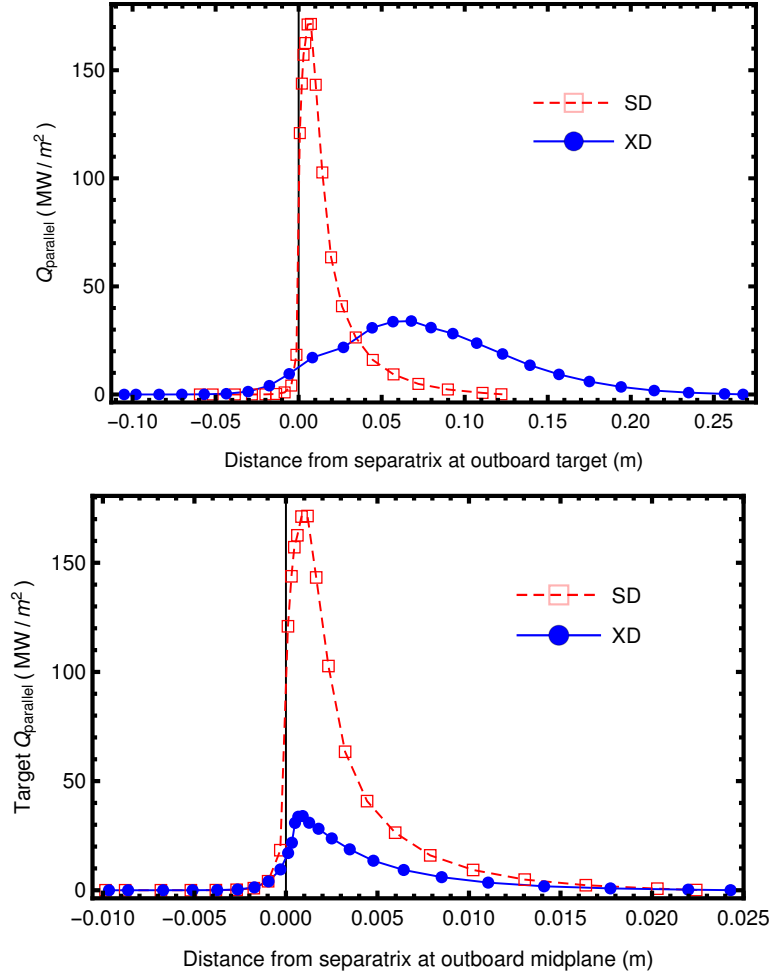 150
100
50
0
Q_parallel ( MW / m² )
SD
XD
−0.10 −0.05 0.00 0.05 0.10 0.15 0.20 0.25
Distance from separatrix at outboard target (m)
150
100
50
0
Target Q_parallel ( MW / m² )
SD
XD
−0.010 −0.005 0.000 0.005 0.010 0.015 0.020 0.025
Distance from separatrix at outboard midplane (m)